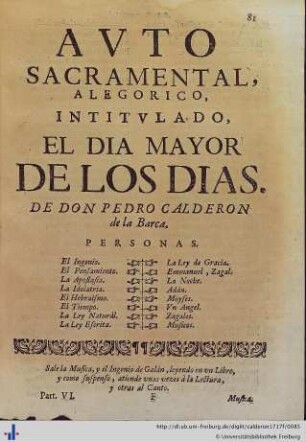 81
AVTO
SACRAMENTAL,
ALEGORICO,
INTITVLADO,
EL DIA MAYOR
DE LOS DIAS.
DE DON PEDRO CALDERON
de la Barca.
PERSONAS.
El Ingenio. La Ley de Gracia.
El Pensamiento. Emmanuel, Zagal.
La Apostasia. La Noche.
La Idolatria. Adàn.
El Hebraismo. Moyses.
El Tiempo. Vn Angel.
La Ley Natural. Zagales.
La Ley Escrita. Musicos.
Sale la Musica, y el Ingenio de Galàn, leyendo en vn Libro,
y como suspenso, atiende vnas vezes à la Lectura,
y otras al Canto.
Part. VI. F Musica;
http://dl.ub.uni-freiburg.de/diglit/calderon1717f/0085
© Universitätsbibliothek Freiburg